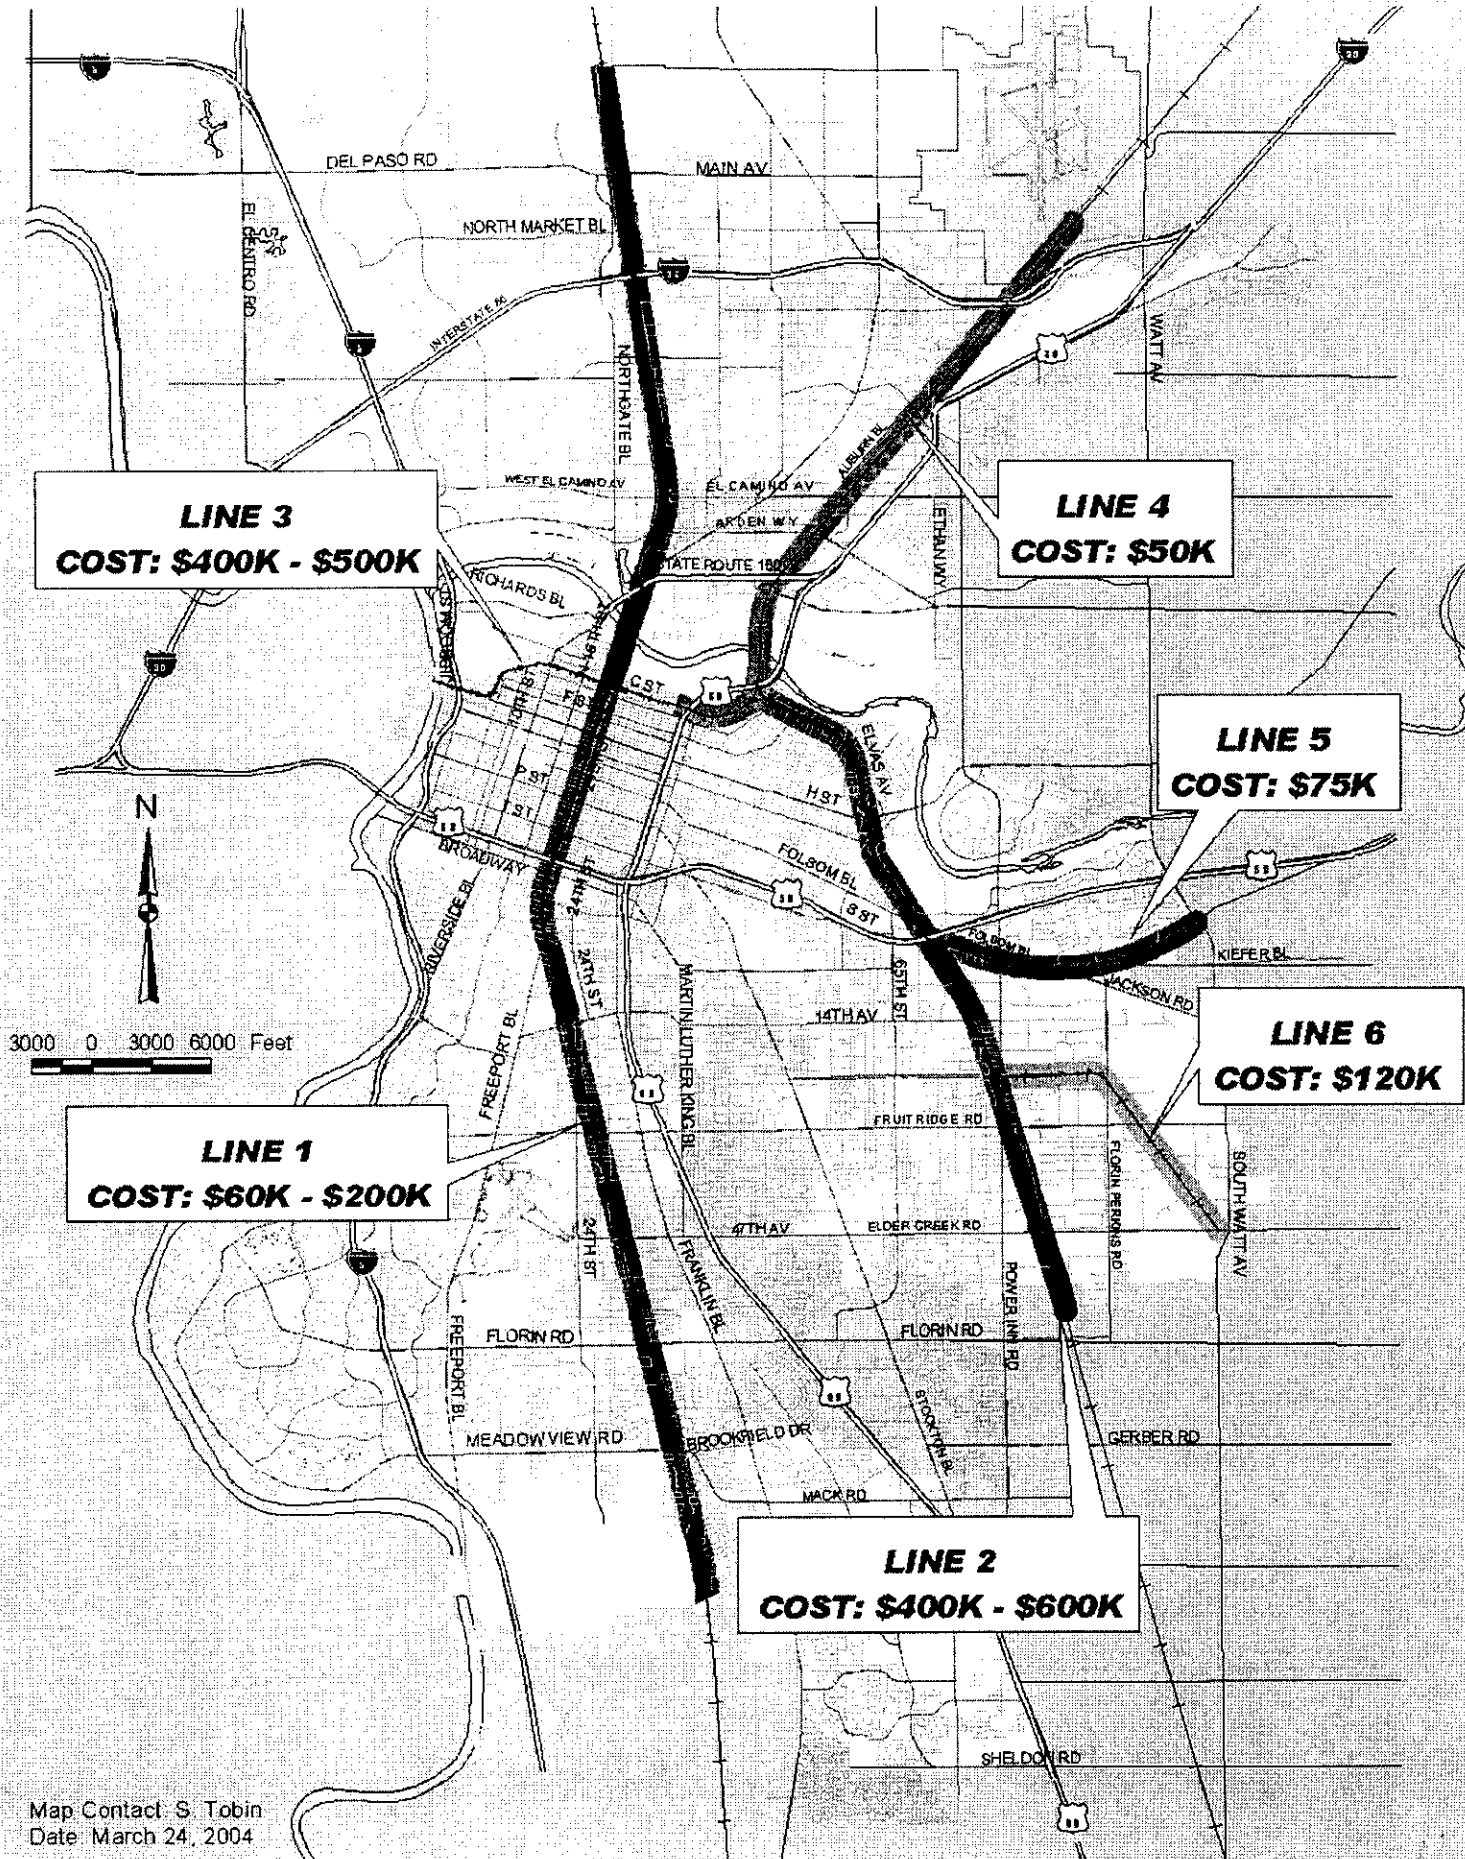 DEL PASO RD
MAIN AV
NORTH MARKET BL
EL CENTRO RD
INTERSTATE 80
NORTHGATE BL
WATT AV
AUBURN BL
WEST EL CAMINO AV
EL CAMINO AV
ARDEN WY
LINE 3
COST: $400K - $500K
LINE 4
COST: $50K
STATE ROUTE 160
RICHARDS BL
C ST
ELVAS AV
LINE 5
COST: $75K
N
P ST
T ST
H ST
BROADWAY
FOLSOM BL
S ST
24TH ST
RIVERSIDE BL
FOLSOM BL
KIEFER BL
JACKSON RD
24TH ST
65TH ST
14TH AV
MARTIN LUTHER KING BL
FREEPORT BL
3000 0 3000 6000 Feet
LINE 6
COST: $120K
FRUITRIDGE RD
LINE 1
COST: $60K - $200K
FLORIN PERKINS RD
SOUTH WATT AV
47TH AV
ELDER CREEK RD
24TH ST
FRANKLIN BL
POWER INN RD
FLORIN RD
FLORIN RD
FREEPORT BL
STOCKTON BL
MEADOWVIEW RD
BROOKFIELD DR
GERBER RD
MACK RD
LINE 2
COST: $400K - $600K
SHELDON RD
Map Contact S Tobin
Date March 24, 2004